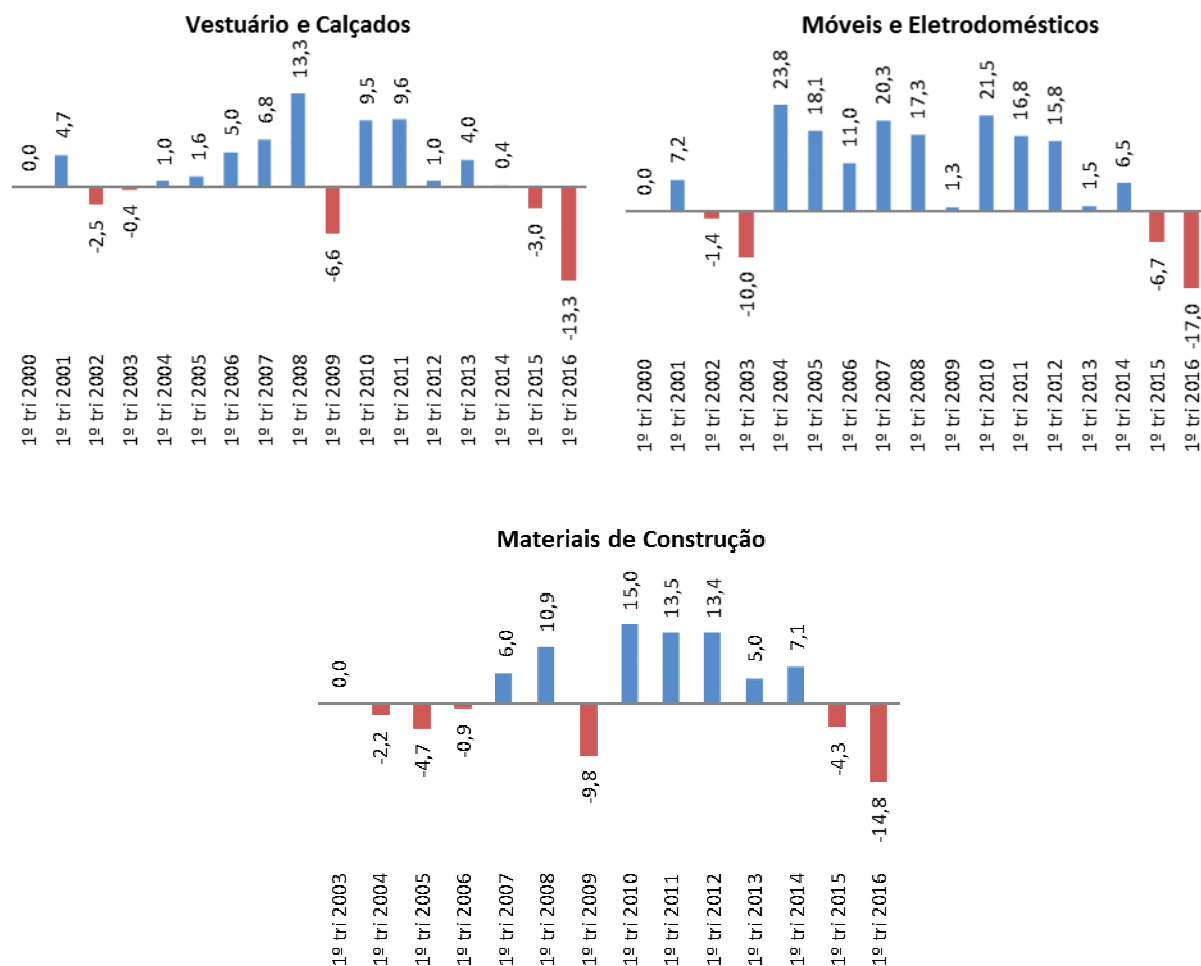 Vestuário e Calçados
0,0
4,7
-2,5
-0,4
1,0
1,6
5,0
6,8
13,3
-6,6
9,5
9,6
1,0
4,0
0,4
-3,0
-13,3
1º tri 2000
1º tri 2001
1º tri 2002
1º tri 2003
1º tri 2004
1º tri 2005
1º tri 2006
1º tri 2007
1º tri 2008
1º tri 2009
1º tri 2010
1º tri 2011
1º tri 2012
1º tri 2013
1º tri 2014
1º tri 2015
1º tri 2016
Móveis e Eletrodomésticos
0,0
7,2
-1,4
-10,0
23,8
18,1
11,0
20,3
17,3
1,3
21,5
16,8
15,8
1,5
6,5
-6,7
-17,0
1º tri 2000
1º tri 2001
1º tri 2002
1º tri 2003
1º tri 2004
1º tri 2005
1º tri 2006
1º tri 2007
1º tri 2008
1º tri 2009
1º tri 2010
1º tri 2011
1º tri 2012
1º tri 2013
1º tri 2014
1º tri 2015
1º tri 2016
Materiais de Construção
0,0
-2,2
-4,7
-0,9
6,0
10,9
-9,8
15,0
13,5
13,4
5,0
7,1
-4,3
-14,8
1º tri 2003
1º tri 2004
1º tri 2005
1º tri 2006
1º tri 2007
1º tri 2008
1º tri 2009
1º tri 2010
1º tri 2011
1º tri 2012
1º tri 2013
1º tri 2014
1º tri 2015
1º tri 2016